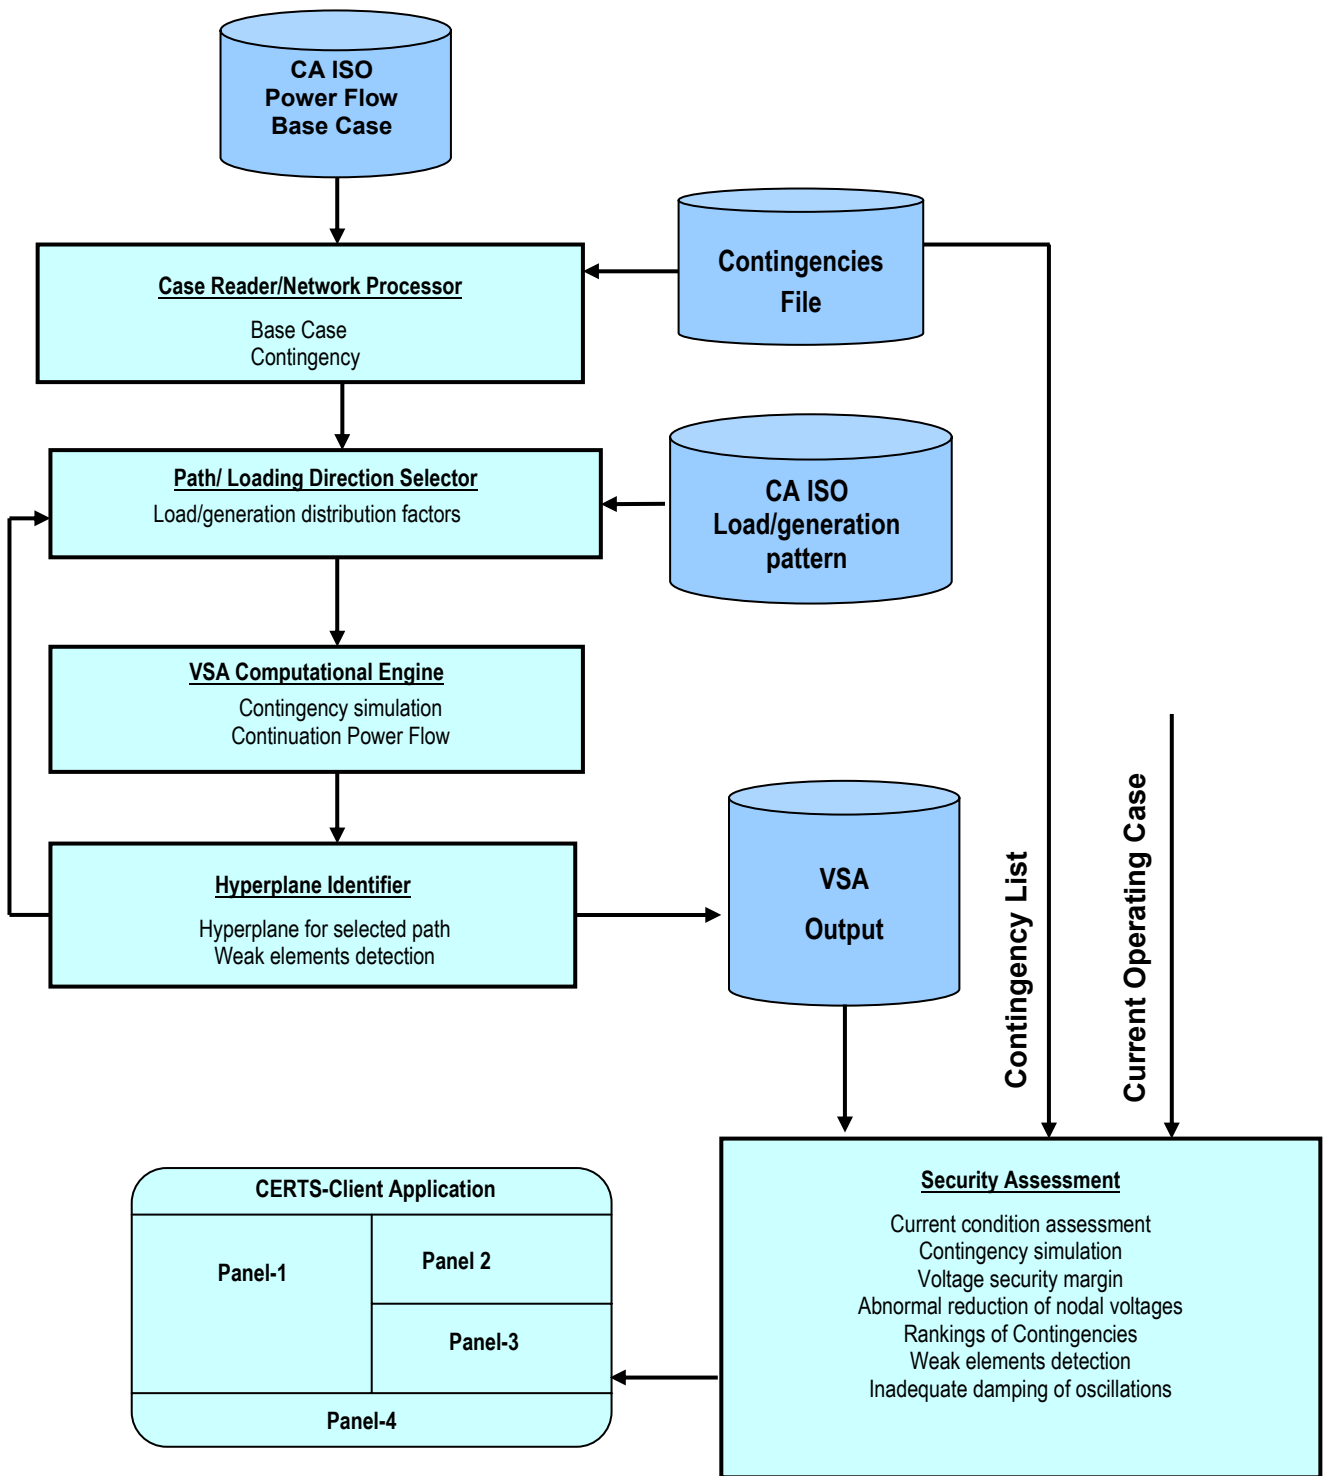 CA ISO
Power Flow
Base Case
Contingencies
File
Case Reader/Network Processor
Base Case
Contingency
Path/ Loading Direction Selector
Load/generation distribution factors
CA ISO
Load/generation
pattern
VSA Computational Engine
Contingency simulation
Continuation Power Flow
Hyperplane Identifier
Hyperplane for selected path
Weak elements detection
VSA
Output
Contingency List
Current Operating Case
Security Assessment
Current condition assessment
Contingency simulation
Voltage security margin
Abnormal reduction of nodal voltages
Rankings of Contingencies
Weak elements detection
Inadequate damping of oscillations
CERTS-Client Application
Panel-1
Panel 2
Panel-3
Panel-4